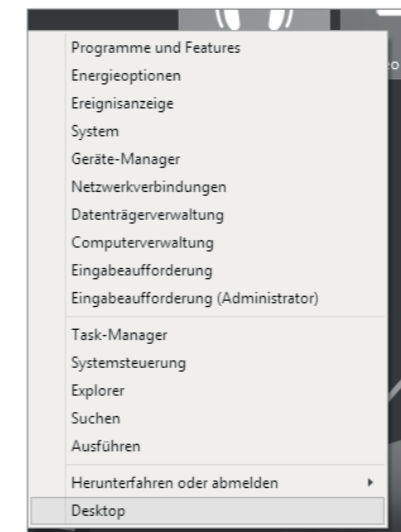 Programme und Features
Energieoptionen
Ereignisanzeige
System
Geräte-Manager
Netzwerkverbindungen
Datenträgerverwaltung
Computerverwaltung
Eingabeaufforderung
Eingabeaufforderung (Administrator)
Task-Manager
Systemsteuerung
Explorer
Suchen
Ausführen
Herunterfahren oder abmelden
Desktop